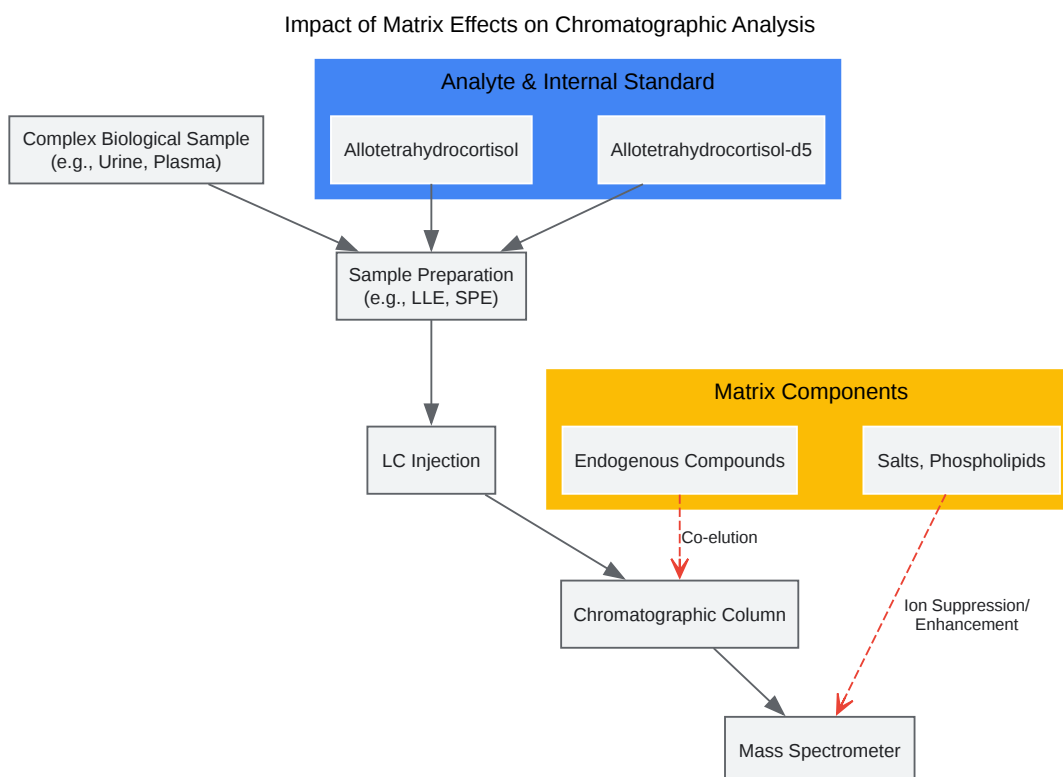 Impact of Matrix Effects on Chromatographic Analysis
Analyte & Internal Standard
Complex Biological Sample
(e.g., Urine, Plasma)
Allotetrahydrocortisol
Allotetrahydrocortisol-d5
Sample Preparation
(e.g., LLE, SPE)
Matrix Components
LC Injection
Endogenous Compounds
Salts, Phospholipids
Co-elution
Chromatographic Column
Ion Suppression/
Enhancement
Mass Spectrometer